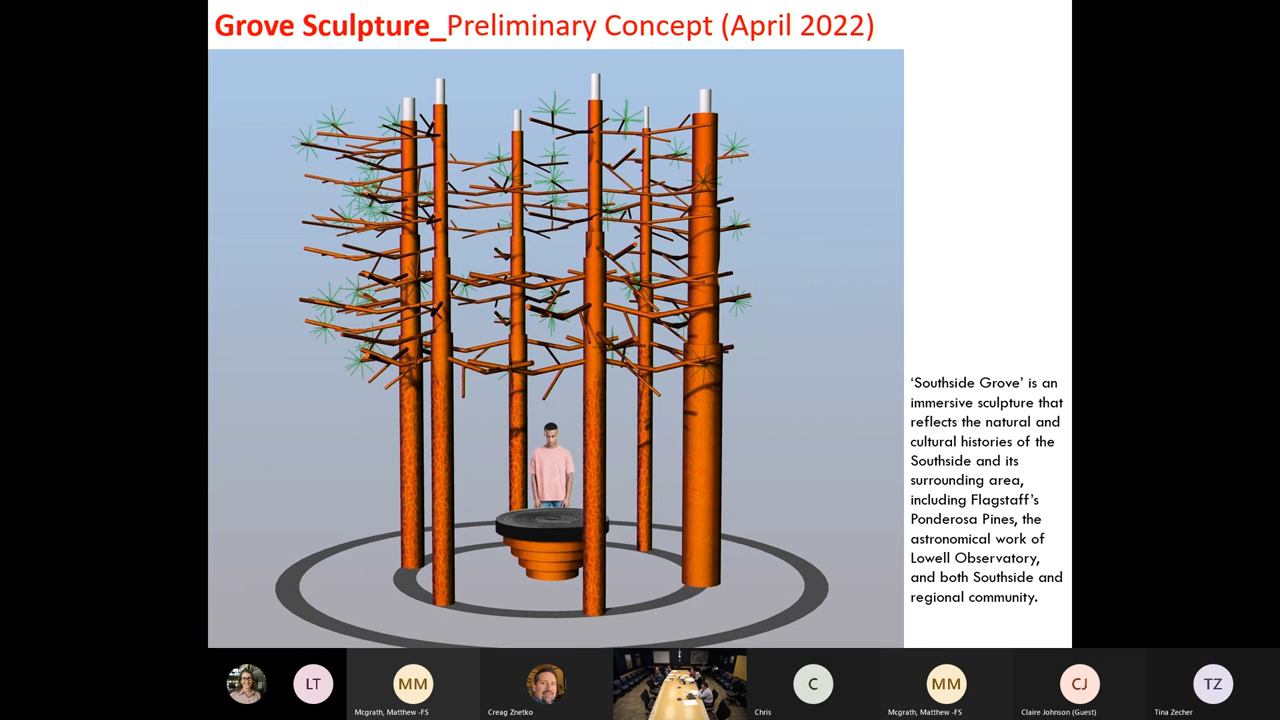 Grove Sculpture_Preliminary Concept (April 2022)
‘Southside Grove’ is an
immersive sculpture that
reflects the natural and
cultural histories of the
Southside and its
surrounding area,
including Flagstaff’s
Ponderosa Pines, the
astronomical work of
Lowell Observatory,
and both Southside and
regional community.
LT
MM
C
MM
CJ
TZ
Mcgrath, Matthew -FS
Creag Znetko
Chris
Mcgrath, Matthew -FS
Claire Johnson (Guest)
Tina Zecher